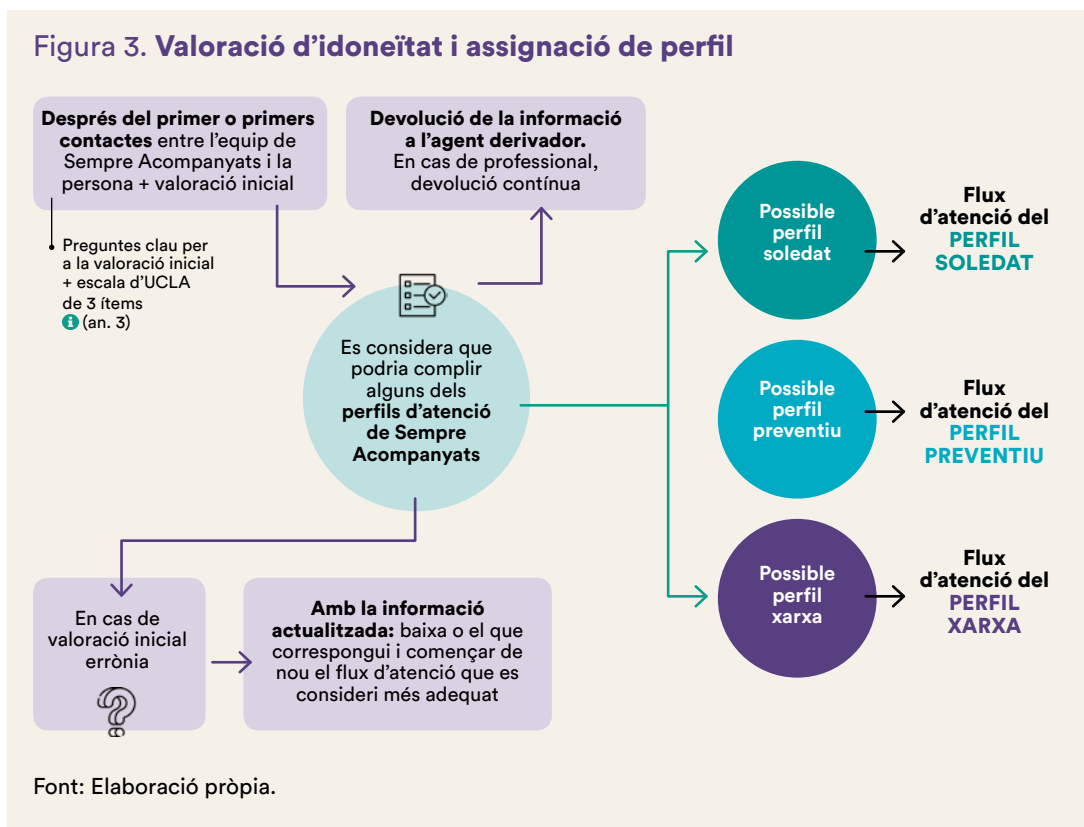 Figura 3. Valoració d'idoneïtat i assignació de perfil
Després del primer o primers
contactes entre l'equip de
Sempre Acompanyats i la
persona + valoració inicial
Preguntes clau per
a la valoració inicial
+ escala d'UCLA
de 3 ítems
i (an. 3)
Devolució de la informació
a l'agent derivador.
En cas de professional,
devolució contínua
Es considera que
podria complir
alguns dels
perfils d'atenció
de Sempre
Acompanyats
Possible
perfil
soledat
Flux
d'atenció del
PERFIL
SOLEDAT
Possible
perfil
preventiu
Flux
d'atenció del
PERFIL
PREVENTIU
Possible
perfil
xarxa
Flux
d'atenció del
PERFIL
XARXA
En cas de
valoració inicial
errònia
Amb la informació
actualitzada: baixa o el que
correspongui i començar de
nou el flux d'atenció que es
consideri més adequat
Font: Elaboració pròpia.